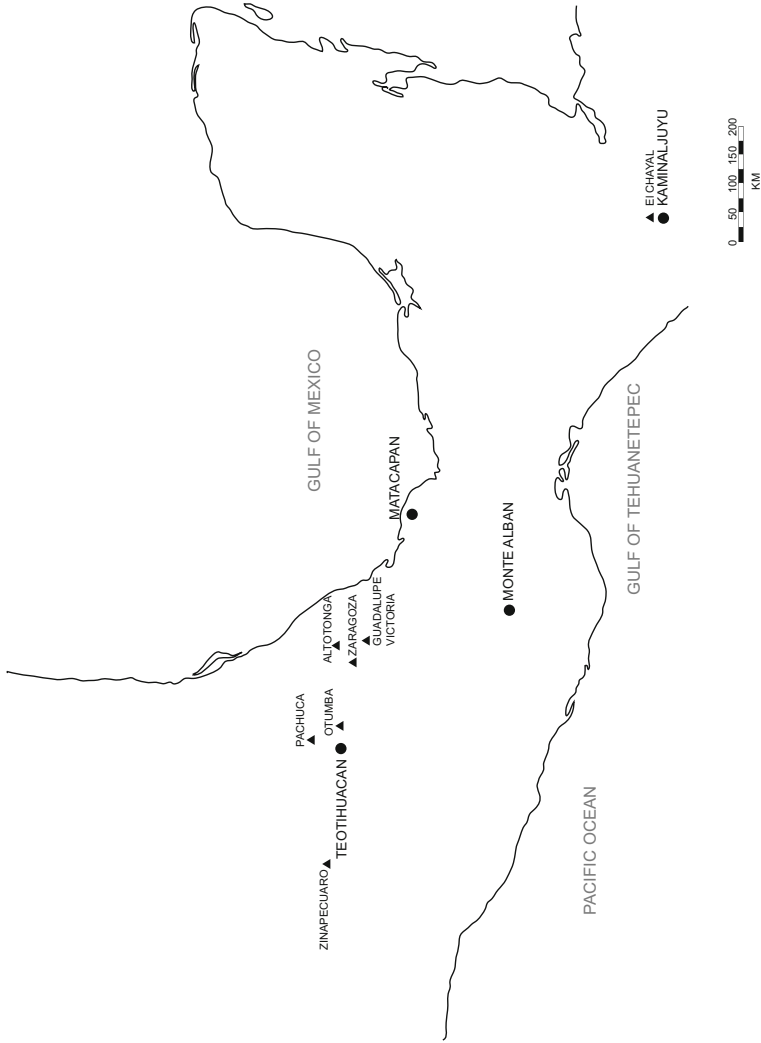 GULF OF MEXICO
PACHUCA
ALTOTONGA
ZINAPECUARO
OTUMBA
TEOTIHUACAN
ZARAGOZA
GUADALUPE
VICTORIA
MATACAPAN
MONTE ALBAN
PACIFIC OCEAN
GULF OF TEHUANETEPEC
El CHAYAL
KAMINALJUYU
0 50 100 150 200
KM